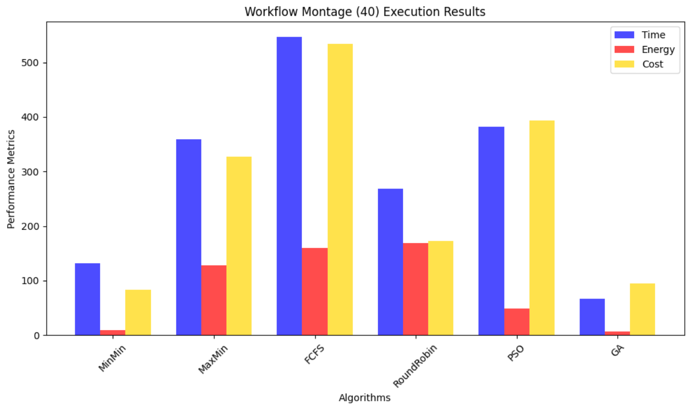 Workflow Montage (40) Execution Results
Time
Energy
Cost
Performance Metrics
500
400
300
200
100
0
MinMin
MaxMin
FCFS
RoundRobin
PSO
GA
Algorithms